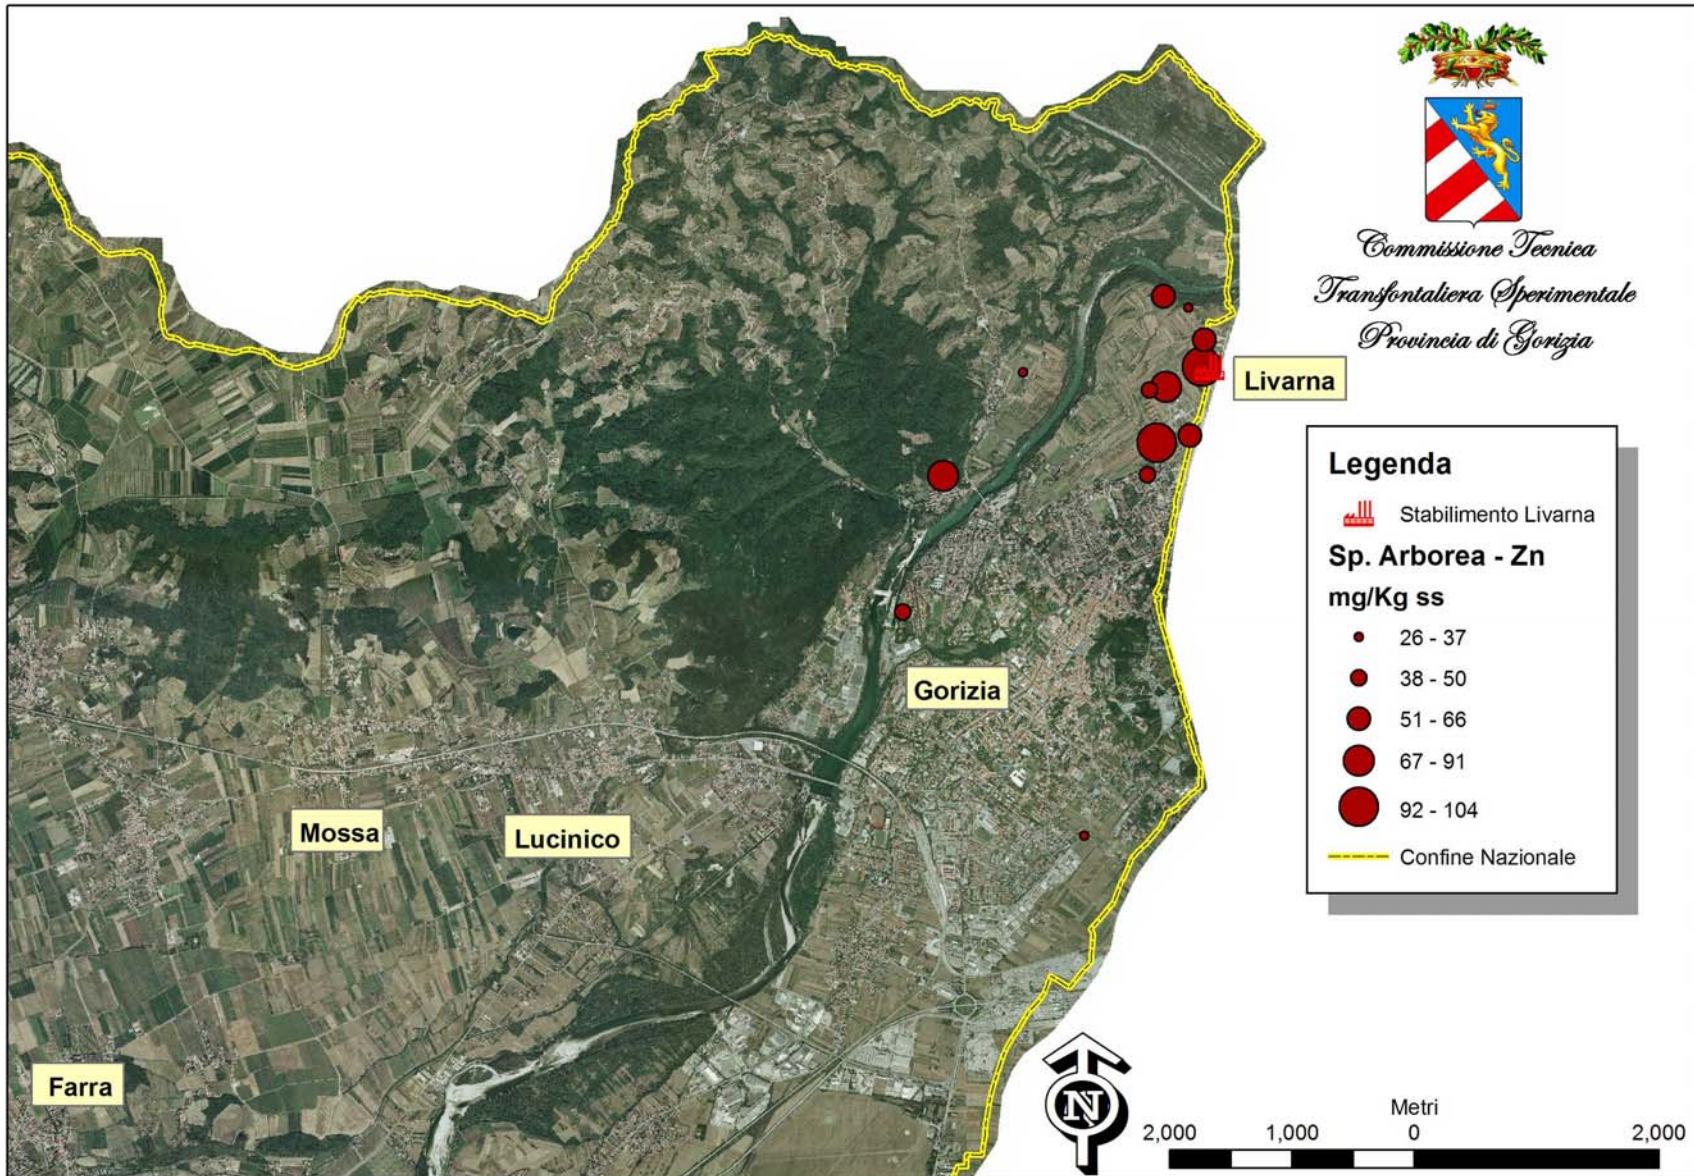 Commissione Tecnica
Transfontaliera Sperimentale
Provincia di Gorizia
Livarna
Legenda
Stabilimento Livarna
Sp. Arborea - Zn
mg/Kg ss
26 - 37
38 - 50
51 - 66
67 - 91
92 - 104
Confine Nazionale
Gorizia
Mossa
Lucinico
Farra
N
Metri
2,000 1,000 0 2,000